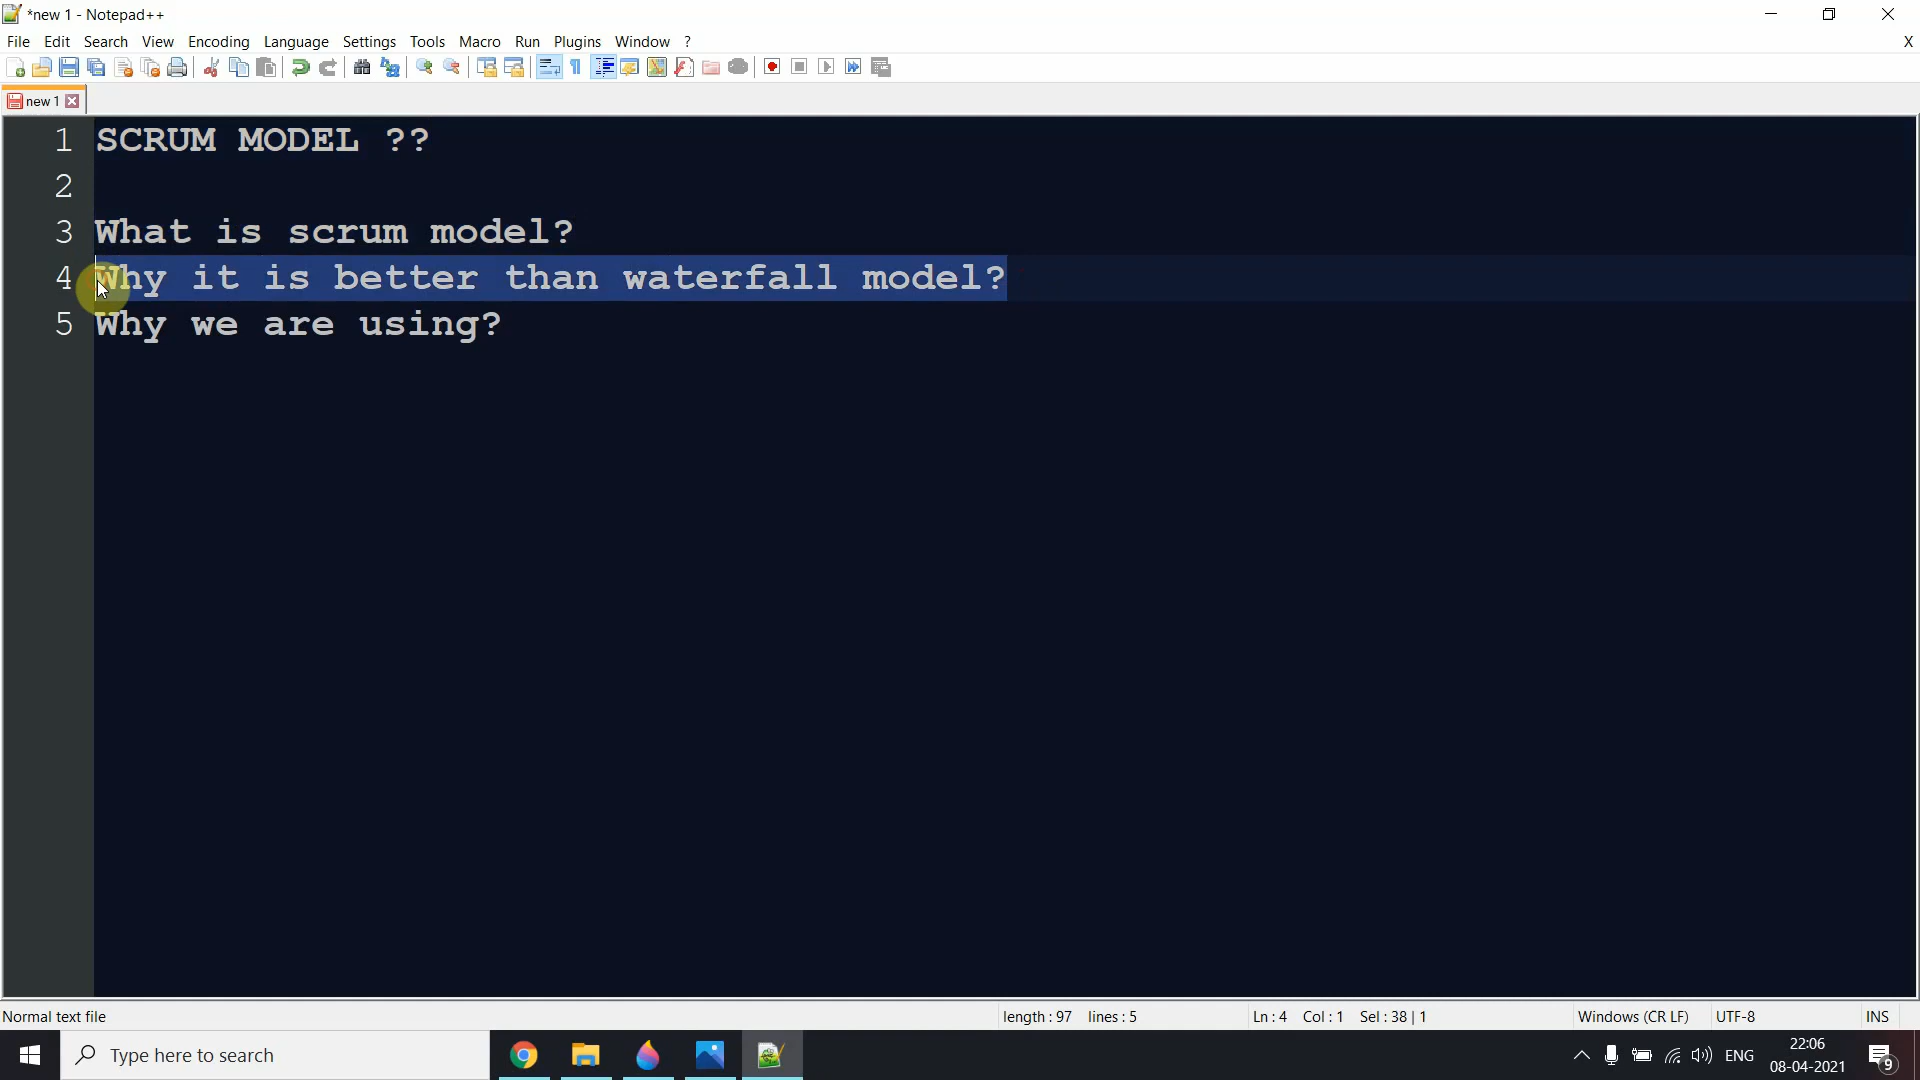 *new 1 - Notepad++
File Edit Search View Encoding Language Settings Tools Macro Run Plugins Window ?
X
new 1
1 SCRUM MODEL ??
2
3 What is scrum model?
4 Why it is better than waterfall model?
5 Why we are using?
Normal text file length : 97 lines : 5 Ln : 4 Col : 1 Sel : 38 | 1 Windows (CR LF) UTF-8 INS
Type here to search
ENG
22:06
08-04-2021
9